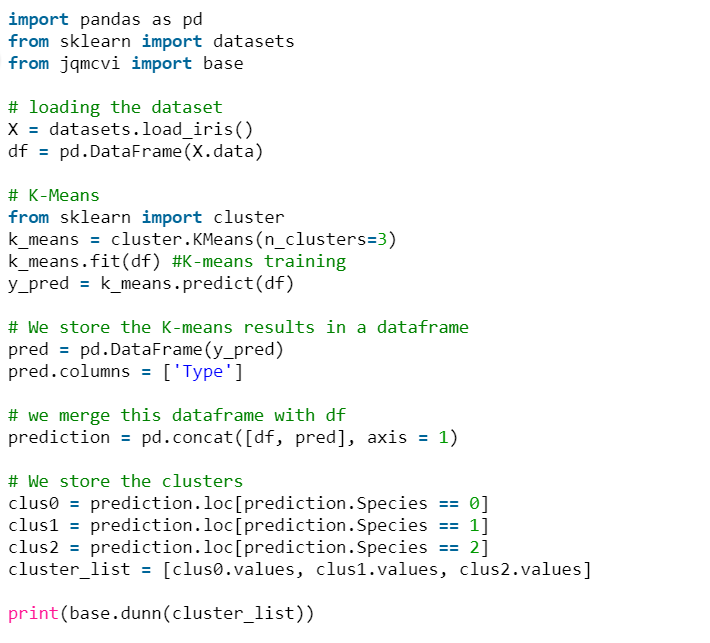 import pandas as pd
from sklearn import datasets
from jqmcvi import base
# loading the dataset
X = datasets.load_iris()
df = pd.DataFrame(X.data)
# K-Means
from sklearn import cluster
k_means = cluster.KMeans(n_clusters=3)
k_means.fit(df) #K-means training
y_pred = k_means.predict(df)
# We store the K-means results in a dataframe
pred = pd.DataFrame(y_pred)
pred.columns = ['Type']
# we merge this dataframe with df
prediction = pd.concat([df, pred], axis = 1)
# We store the clusters
clus0 = prediction.loc[prediction.Species == 0]
clus1 = prediction.loc[prediction.Species == 1]
clus2 = prediction.loc[prediction.Species == 2]
cluster_list = [clus0.values, clus1.values, clus2.values]
print(base.dunn(cluster_list))